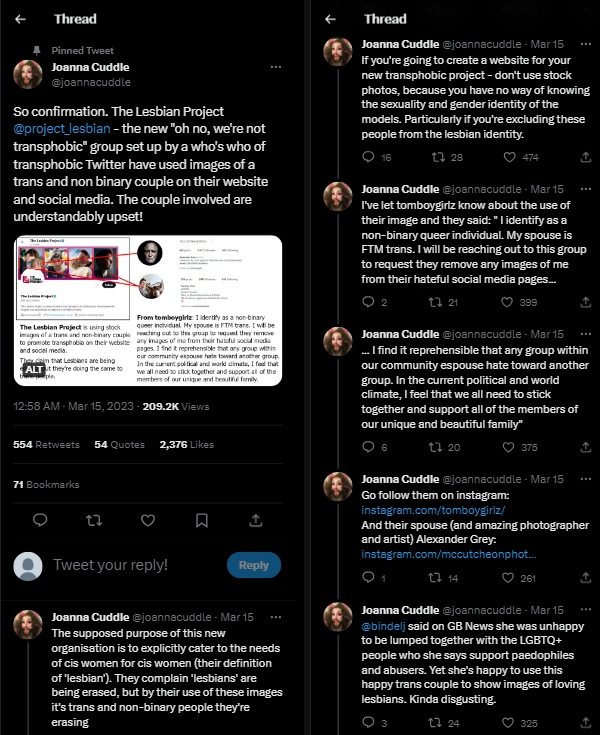 Thread
Pinned Tweet
Joanna Cuddle
@joannacuddle
So confirmation. The Lesbian Project
@project_lesbian - the new "oh no, we're not
transphobic" group set up by a who's who of
transphobic Twitter have used images of a
trans and non binary couple on their website
and social media. The couple involved are
understandably upset!
The Lesbian Project is using stock
images of a trans and non-binary couple
to promote transphobia on their website
and social media.
They claim that Lesbians are being
but they're doing the same to
people.
ALT
From tomboygirlz: I identify as a non-binary
queer individual. My spouse is FTM trans. I will
be reaching out to this group to request they remove
any images of me from their hateful social media
pages. I find it reprehensible that any group within
our community espouse hate toward another group.
In the current political and world climate, I feel
that we all need to stick together and support all of the
members of our unique and beautiful family.
12:58 AM · Mar 15, 2023 · 209.2K Views
554 Retweets 54 Quotes 2,376 Likes
71 Bookmarks
Tweet your reply!
Reply
Joanna Cuddle @joannacuddle · Mar 15
The supposed purpose of this new
organisation is to explicitly cater to the needs
of cis women for cis women (their definition
of 'lesbian'). They complain 'lesbians' are
being erased, but by their use of these images
it's trans and non-binary people they're
erasing
Thread
Joanna Cuddle @joannacuddle · Mar 15
If you're going to create a website for your
new transphobic project - don't use stock
photos, because you have no way of knowing
the sexuality and gender identity of the
models. Particularly if you're excluding these
people from the lesbian identity.
16 28 474
Joanna Cuddle @joannacuddle · Mar 15
I've let tomboygirlz know about the use of
their image and they said: " I identify as a
non-binary queer individual. My spouse is
FTM trans. I will be reaching out to this group
to request they remove any images of me
from their hateful social media pages...
2 21 399
Joanna Cuddle @joannacuddle · Mar 15
... I find it reprehensible that any group within
our community espouse hate toward another
group. In the current political and world
climate, I feel that we all need to stick
together and support all of the members of
our unique and beautiful family"
6 20 375
Joanna Cuddle @joannacuddle · Mar 15
Go follow them on instagram:
instagram.com/tomboygirlz/
And their spouse (and amazing photographer
and artist) Alexander Grey:
instagram.com/mccutcheonphot...
1 14 261
Joanna Cuddle @joannacuddle · Mar 15
@bindelj said on GB News she was unhappy
to be lumped together with the LGBTQ+
people who she says support paedophiles
and abusers. Yet she's happy to use this
happy trans couple to show images of loving
lesbians. Kinda disgusting.
3 24 325